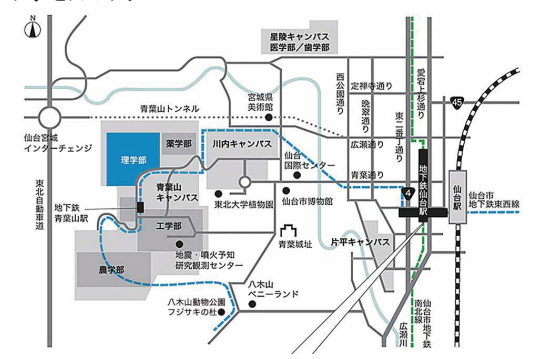 N
星陵キャンパス
医学部／歯学部
西公園通り
定禅寺通り
晩翠通り
東二番丁通り
愛宕上杉通り
45
宮城県
美術館
青葉山トンネル
広瀬通り
仙台宮城
インターチェンジ
薬学部
理学部
川内キャンパス
仙台
国際センター
青葉通り
東北自動車道
青葉山
キャンパス
地下鉄
青葉山駅
東北大学植物園
仙台市博物館
4
地下鉄仙台駅
仙台駅
仙台市
地下鉄東西線
工学部
青葉城址
片平キャンパス
地震・噴火予知
研究観測センター
農学部
八木山
ベニーランド
八木山動物公園
フジサキの杜
広瀬川
仙台市地下鉄
南北線